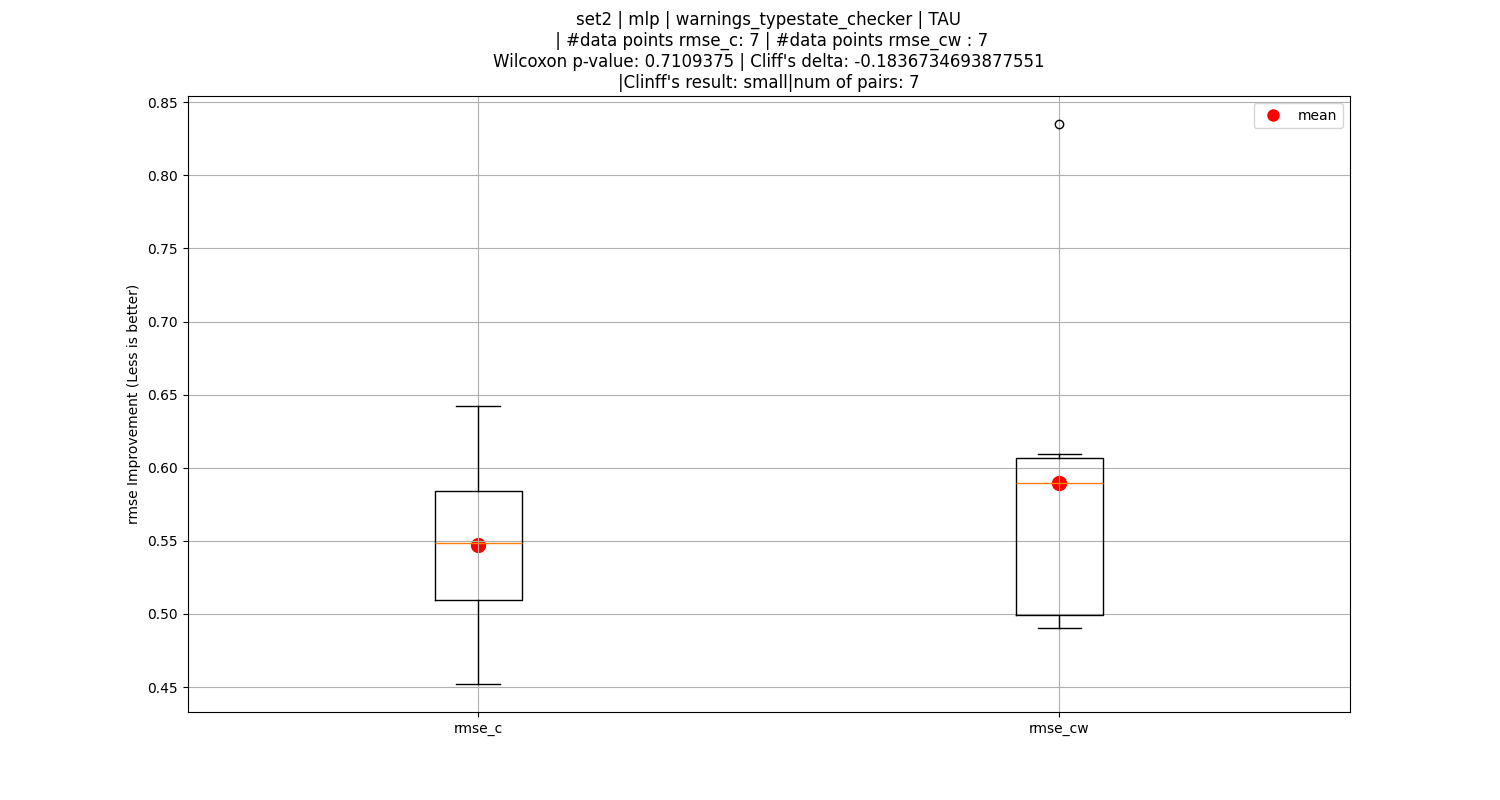 set2 | mlp | warnings_typestate_checker | TAU
| #data points rmse_c: 7 | #data points rmse_cw : 7
Wilcoxon p-value: 0.7109375 | Cliff's delta: -0.1836734693877551
|Clinff's result: small|num of pairs: 7
0.85
mean
0.80
0.75
0.70
0.65
0.60
0.55
0.50
0.45
rmse Improvement (Less is better)
rmse_c
rmse_cw